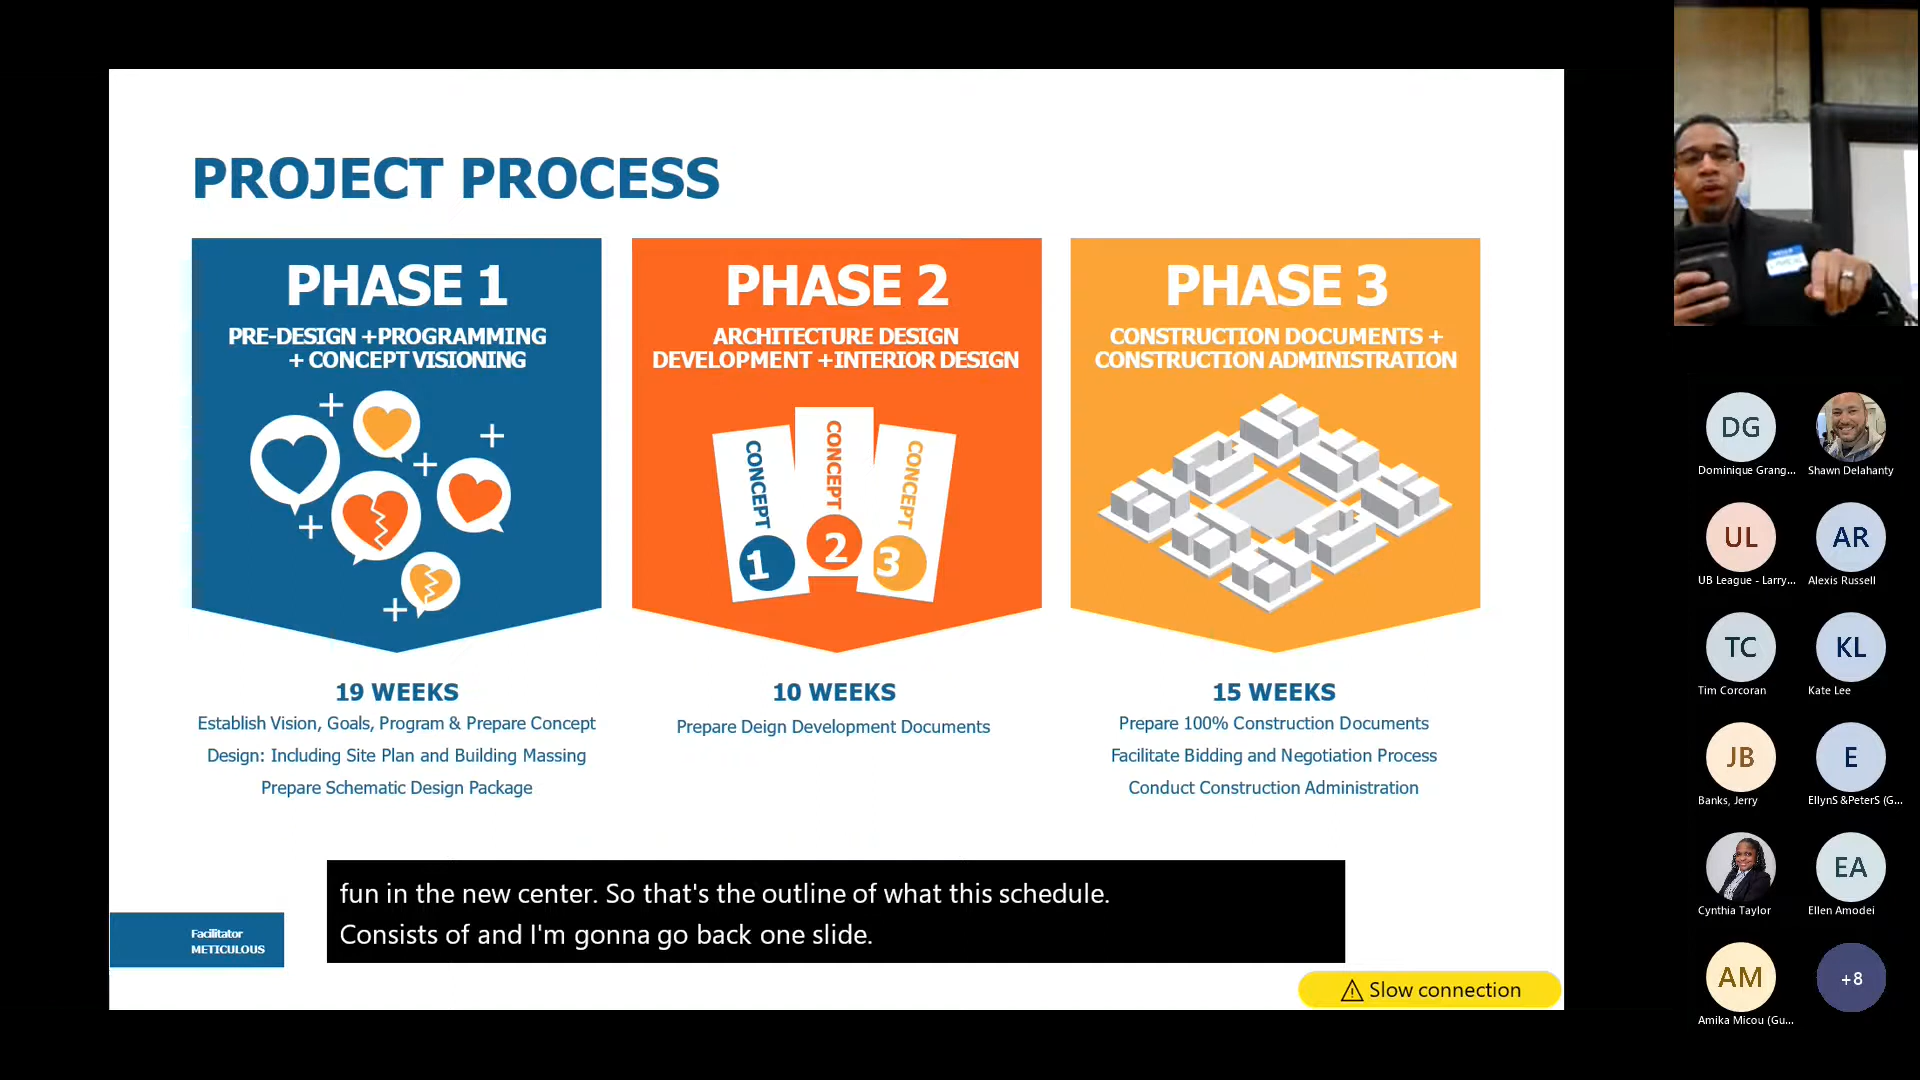 PROJECT PROCESS
PHASE 1
PRE-DESIGN +PROGRAMMING
+ CONCEPT VISIONING
19 WEEKS
Establish Vision, Goals, Program & Prepare Concept
Design: Including Site Plan and Building Massing
Prepare Schematic Design Package
PHASE 2
ARCHITECTURE DESIGN
DEVELOPMENT +INTERIOR DESIGN
CONCEPT
1
CONCEPT
2
CONCEPT
3
10 WEEKS
Prepare Deign Development Documents
PHASE 3
CONSTRUCTION DOCUMENTS +
CONSTRUCTION ADMINISTRATION
15 WEEKS
Prepare 100% Construction Documents
Facilitate Bidding and Negotiation Process
Conduct Construction Administration
Facilitator
METICULOUS
fun in the new center. So that's the outline of what this schedule.
Consists of and I'm gonna go back one slide.
Slow connection
DG
Dominique Grang...
Shawn Delahanty
UL
UB League - Larry...
AR
Alexis Russell
TC
Tim Corcoran
KL
Kate Lee
JB
Banks, Jerry
E
EllynS &PeterS (G...
Cynthia Taylor
EA
Ellen Amodei
AM
Amika Micou (Gu...
+8